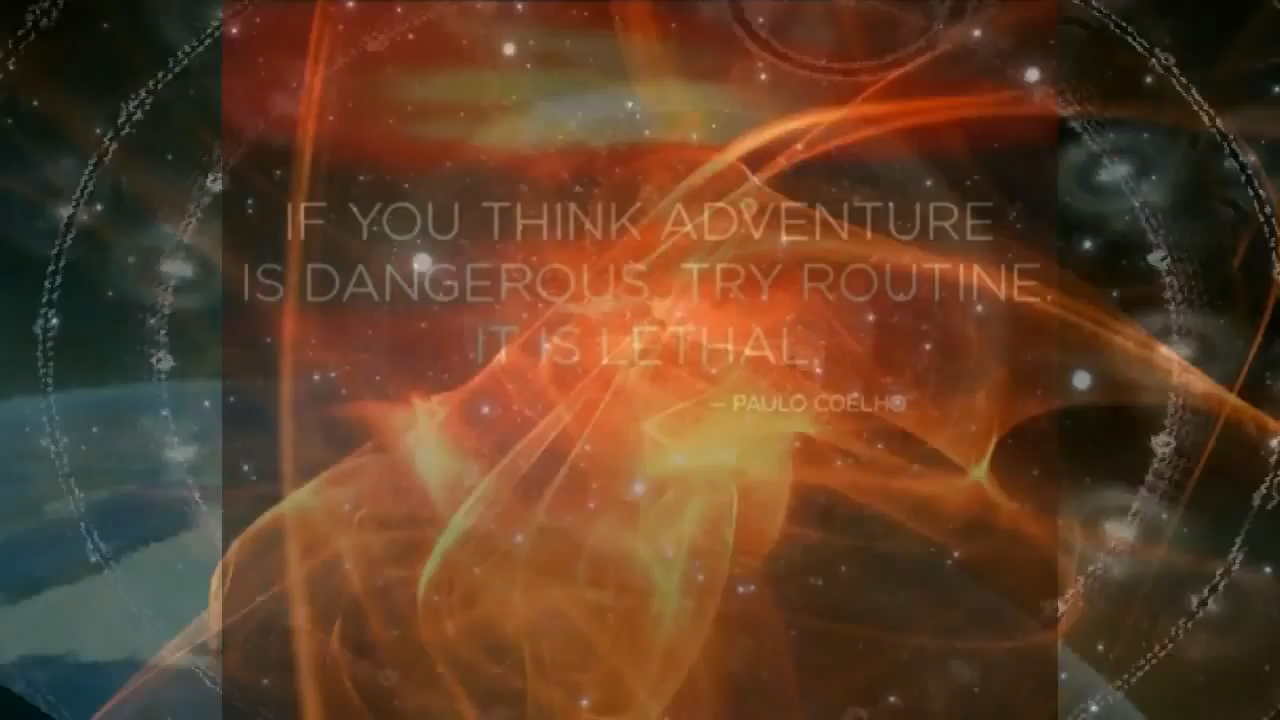 IF YOU THINK ADVENTURE
IS DANGEROUS, TRY ROUTINE.
IT IS LETHAL.
— PAULO COELHO